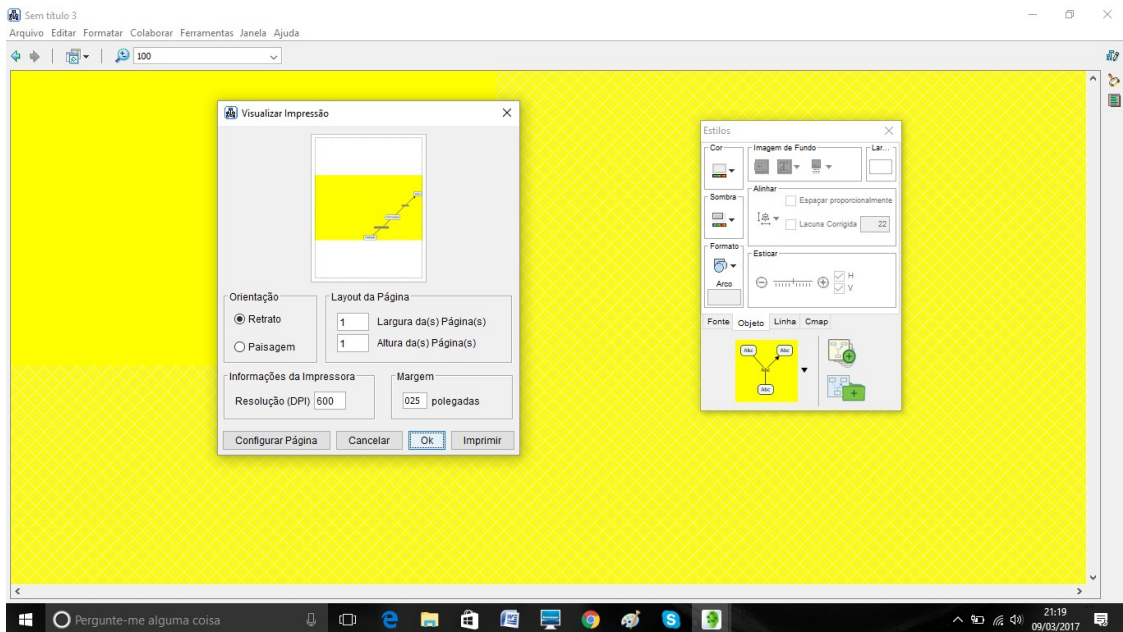 Sem título 3
Arquivo Editar Formatar Colaborar Ferramentas Janela Ajuda
100
Visualizar Impressão
Orientação
Retrato
Paisagem
Layout da Página
1 Largura da(s) Página(s)
1 Altura da(s) Página(s)
Informações da Impressora
Resolução (DPI) 600
Margem
025 polegadas
Configurar Página Cancelar Ok Imprimir
Estilos
Cor
Imagem de Fundo
Lar...
Sombra
Alinhar
Espaçar proporcionalmente
Lacuna Corrigida 22
Formato
Arco
Esticar
H
V
Fonte Objeto Linha Cmap
Abc Abc
Abc
Abc
Pergunte-me alguma coisa
21:19
09/03/2017